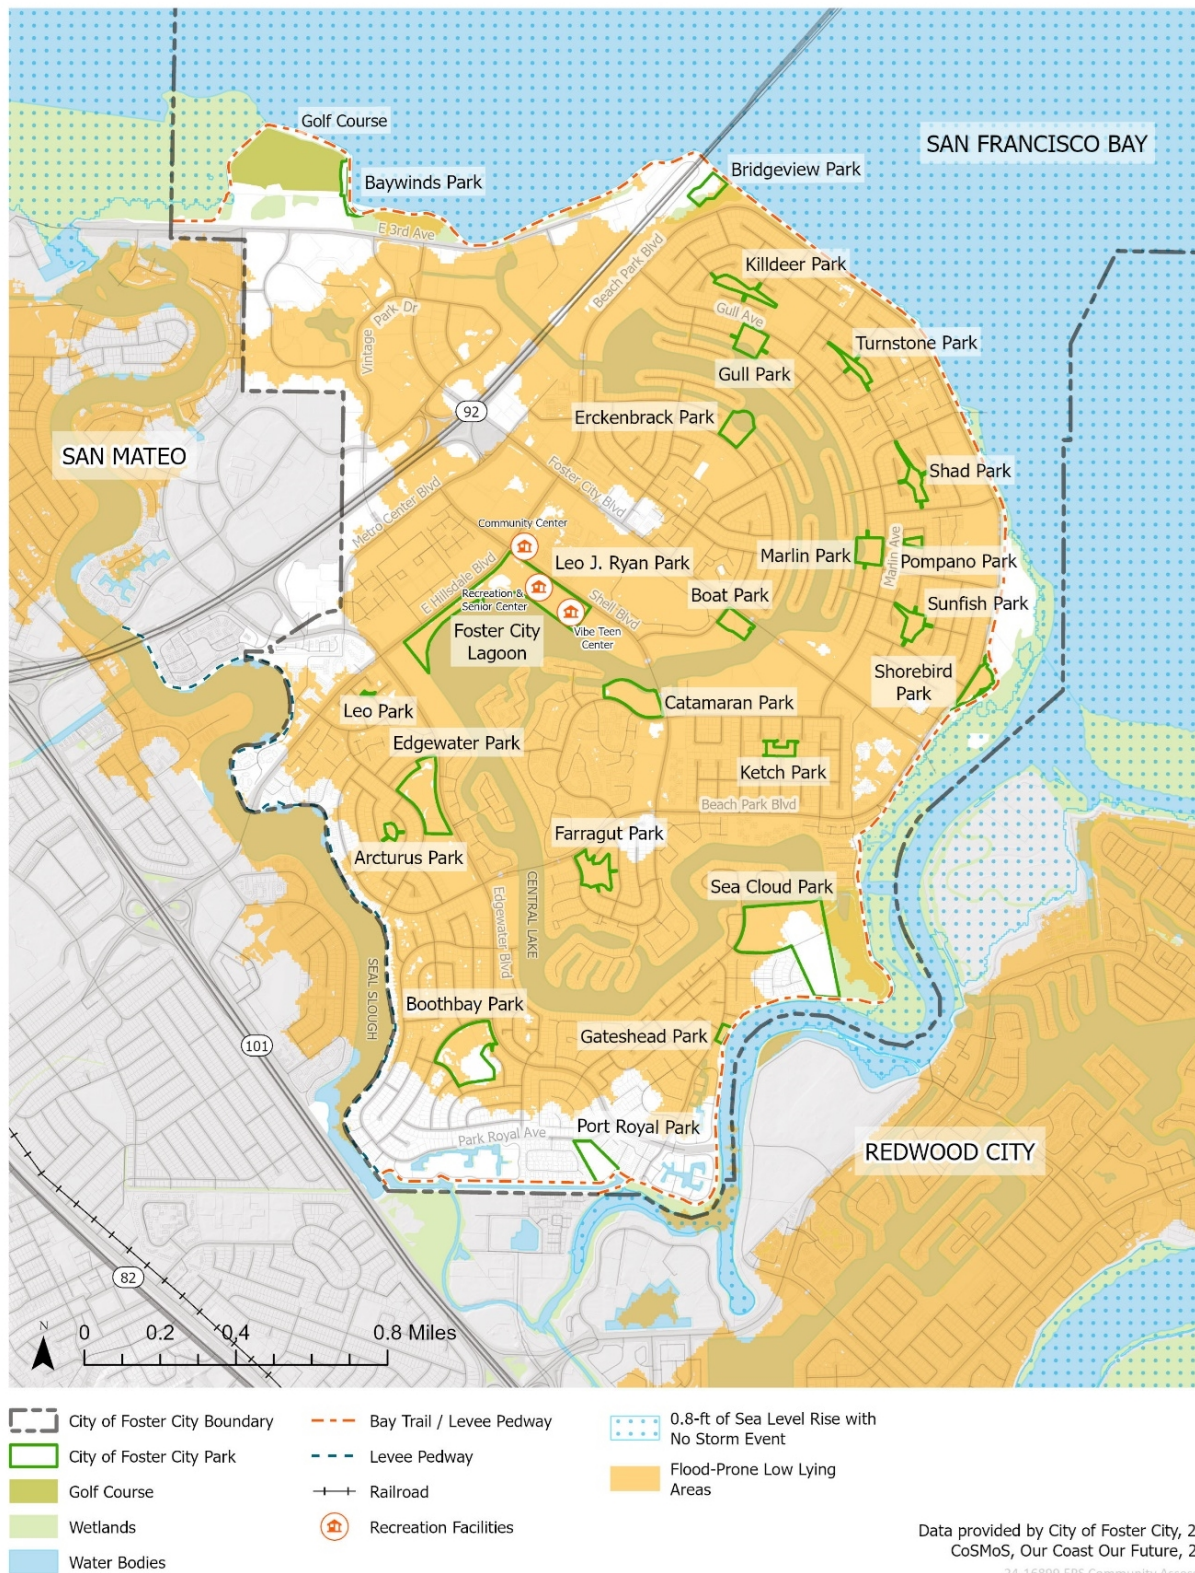 Golf Course
SAN FRANCISCO BAY
Bridgeview Park
Baywinds Park
E 3rd Ave
Beach Park Blvd
Killdeer Park
Gull Ave
Vintage Park Dr
Turnstone Park
Gull Park
92
Erckenbrack Park
SAN MATEO
Foster City Blvd
Shad Park
Metro Center Blvd
Community Center
Marlin Park
Marlin Ave
Pompano Park
Leo J. Ryan Park
E Hillsdale Blvd
Recreation &
Senior Center
Shell Blvd
Boat Park
Sunfish Park
Vibe Teen
Center
Foster City
Lagoon
Shorebird
Park
Catamaran Park
Leo Park
Edgewater Park
Ketch Park
Beach Park Blvd
Farragut Park
Arcturus Park
Sea Cloud Park
CENTRAL LAKE
Edgewater Blvd
SEAL SLOUGH
Boothbay Park
Gateshead Park
101
Port Royal Park
Park Royal Ave
REDWOOD CITY
82
N
0 0.2 0.4 0.8 Miles
City of Foster City Boundary
City of Foster City Park
Golf Course
Wetlands
Water Bodies
Bay Trail / Levee Pedway
Levee Pedway
Railroad
Recreation Facilities
0.8-ft of Sea Level Rise with
No Storm Event
Flood-Prone Low Lying
Areas
Data provided by City of Foster City, 2
CoSMoS, Our Coast Our Future, 2